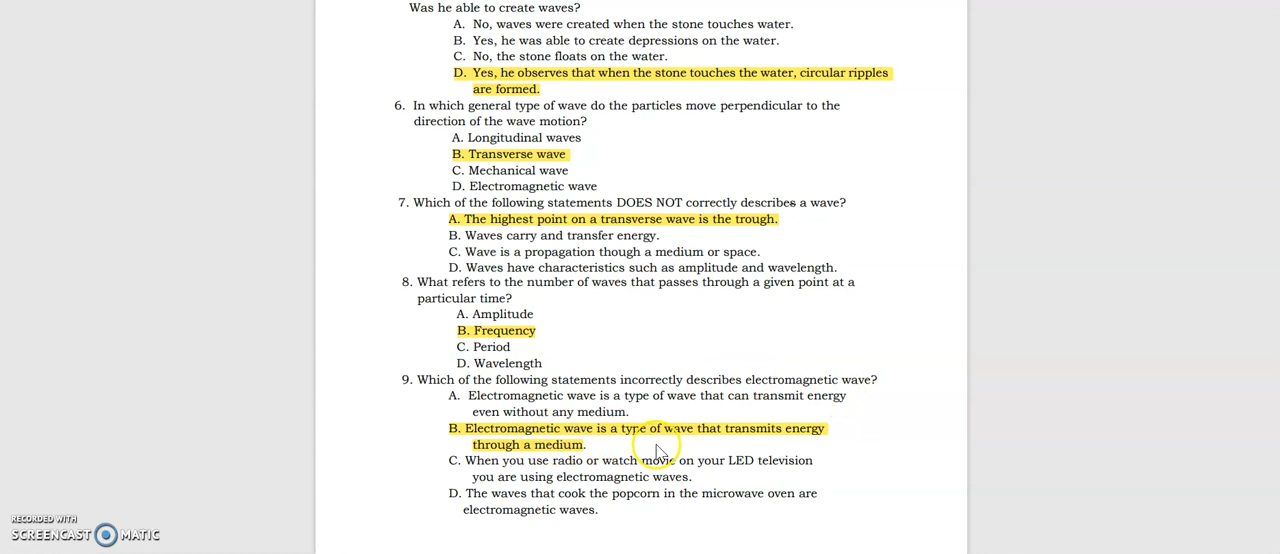 Was he able to create waves?
A. No, waves were created when the stone touches water.
B. Yes, he was able to create depressions on the water.
C. No, the stone floats on the water.
D. Yes, he observes that when the stone touches the water, circular ripples
are formed.
6. In which general type of wave do the particles move perpendicular to the
direction of the wave motion?
A. Longitudinal waves
B. Transverse wave
C. Mechanical wave
D. Electromagnetic wave
7. Which of the following statements DOES NOT correctly describes a wave?
A. The highest point on a transverse wave is the trough.
B. Waves carry and transfer energy.
C. Wave is a propagation though a medium or space.
D. Waves have characteristics such as amplitude and wavelength.
8. What refers to the number of waves that passes through a given point at a
particular time?
A. Amplitude
B. Frequency
C. Period
D. Wavelength
9. Which of the following statements incorrectly describes electromagnetic wave?
A. Electromagnetic wave is a type of wave that can transmit energy
even without any medium.
B. Electromagnetic wave is a type of wave that transmits energy
through a medium.
C. When you use radio or watch movie on your LED television
you are using electromagnetic waves.
D. The waves that cook the popcorn in the microwave oven are
electromagnetic waves.
RECORDED WITH
SCREENCAST MATIC